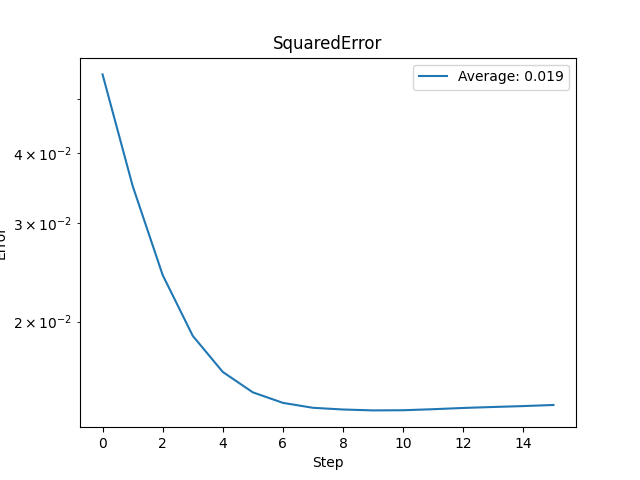 SquaredError
Average: 0.019
4 × 10⁻²
3 × 10⁻²
2 × 10⁻²
Error
0 2 4 6 8 10 12 14
Step